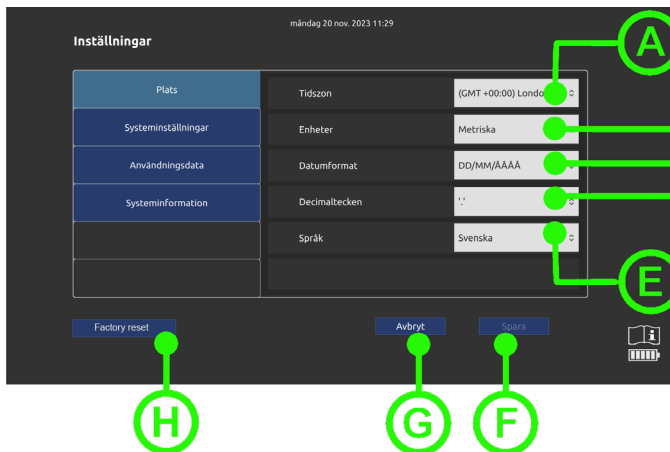 måndag 20 nov. 2023 11:29
Inställningar
Plats
Systeminställningar
Användningsdata
Systeminformation
Tidszon (GMT +00:00)
Enheter Metriska
Datumformat DD/MM/ÅÅÅÅ
Decimaltecken '.'
Språk Svenska
Factory reset
Avbryt
Spara
A
E
H
G
F